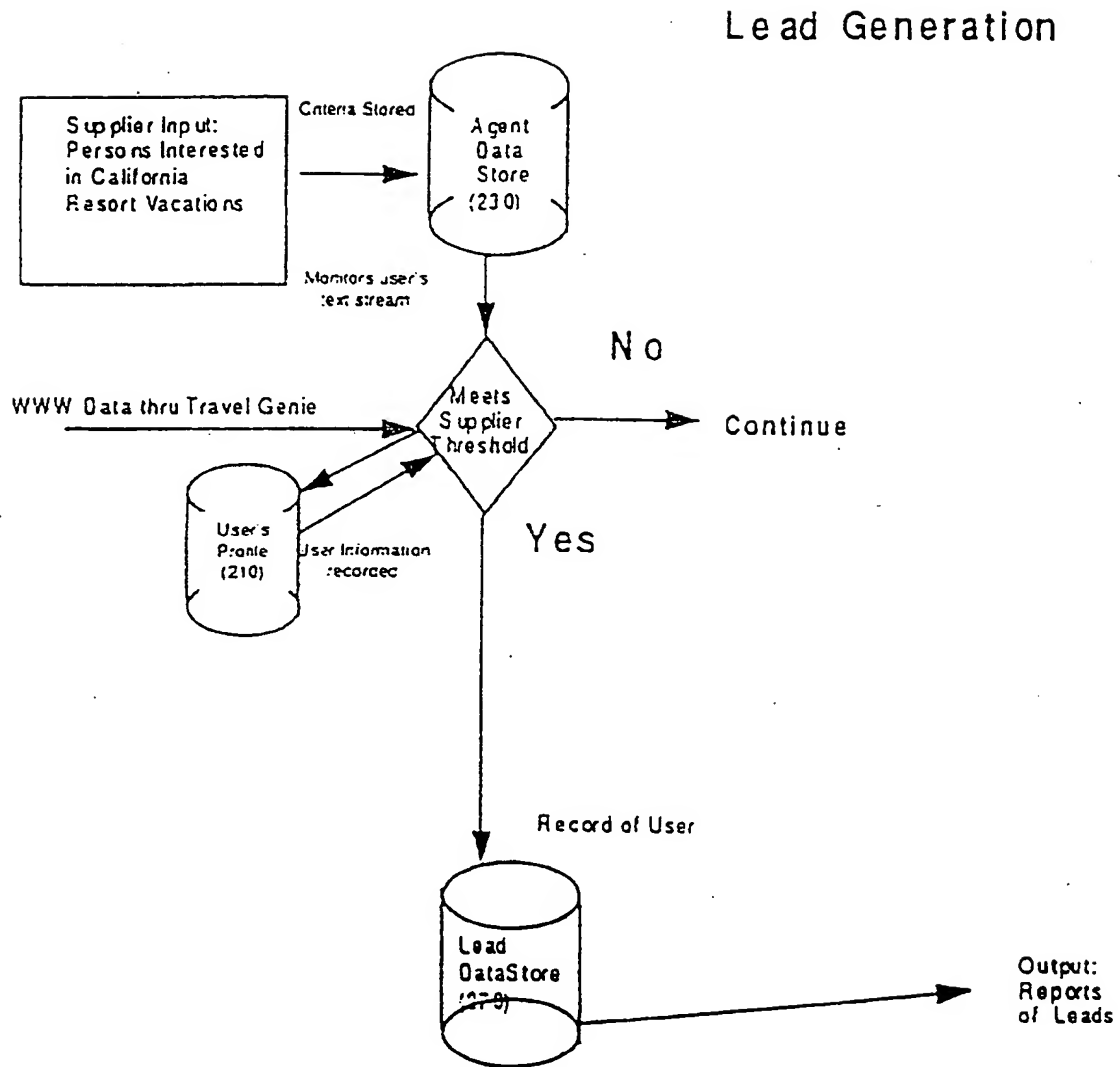 Lead Generation
Supplier Input:
Persons Interested
in California
Resort Vacations
Criteria Stored
Agent
Data
Store
(230)
Monitors user's
text stream
No
Meets
Supplier
Threshold
WWW Data thru Travel Genie
Continue
User's
Profile
(210)
User Information
recorded
Yes
Record of User
Lead
DataStore
Output:
Reports
of Leads